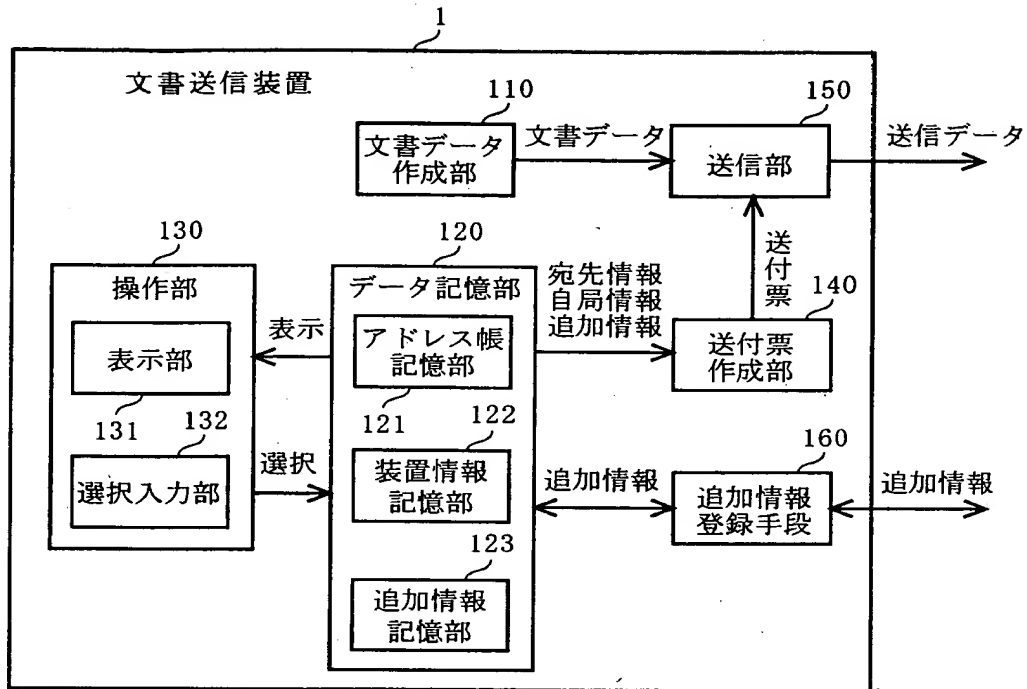 1
文書送信装置
110
文書データ
作成部
文書データ
150
送信部
送信データ
130
操作部
表示部
131
132
選択入力部
表示
選択
120
データ記憶部
アドレス帳
記憶部
121
122
装置情報
記憶部
123
追加情報
記憶部
宛先情報
自局情報
追加情報
送付票
140
送付票
作成部
追加情報
160
追加情報
登録手段
追加情報